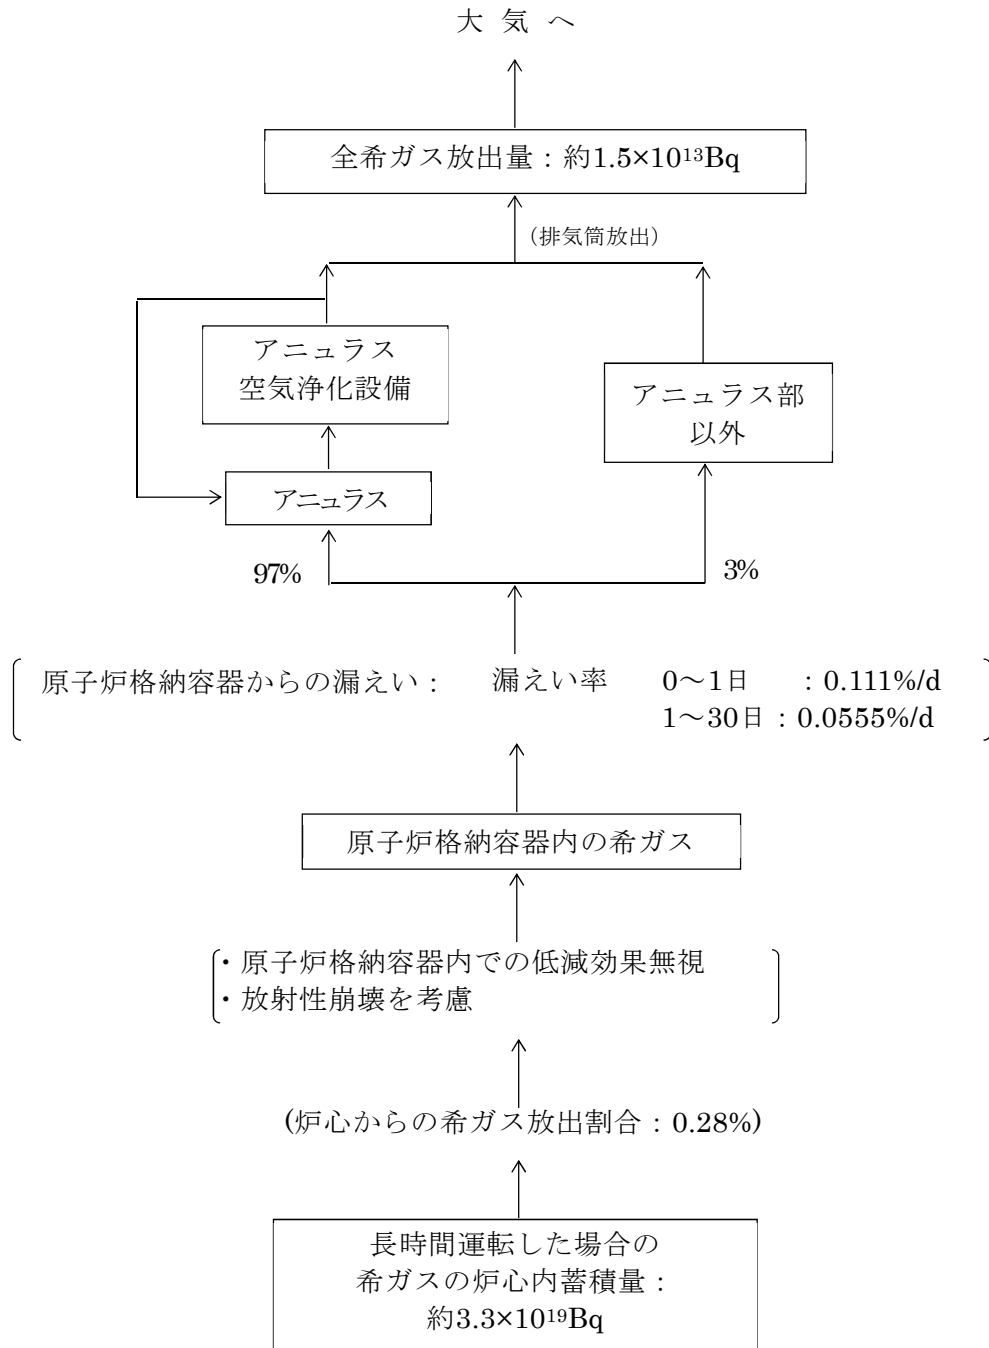 大気へ
全希ガス放出量：約1.5×10¹³Bq
（排気筒放出）
アニュラス
空気浄化設備
アニュラス部
以外
アニュラス
97%
3%
原子炉格納容器からの漏えい： 漏えい率 0～1日 ：0.111%/d
1～30日：0.0555%/d
原子炉格納容器内の希ガス
・原子炉格納容器内での低減効果無視
・放射性崩壊を考慮
(炉心からの希ガス放出割合：0.28%)
長時間運転した場合の
希ガスの炉心内蓄積量：
約3.3×10¹⁹Bq